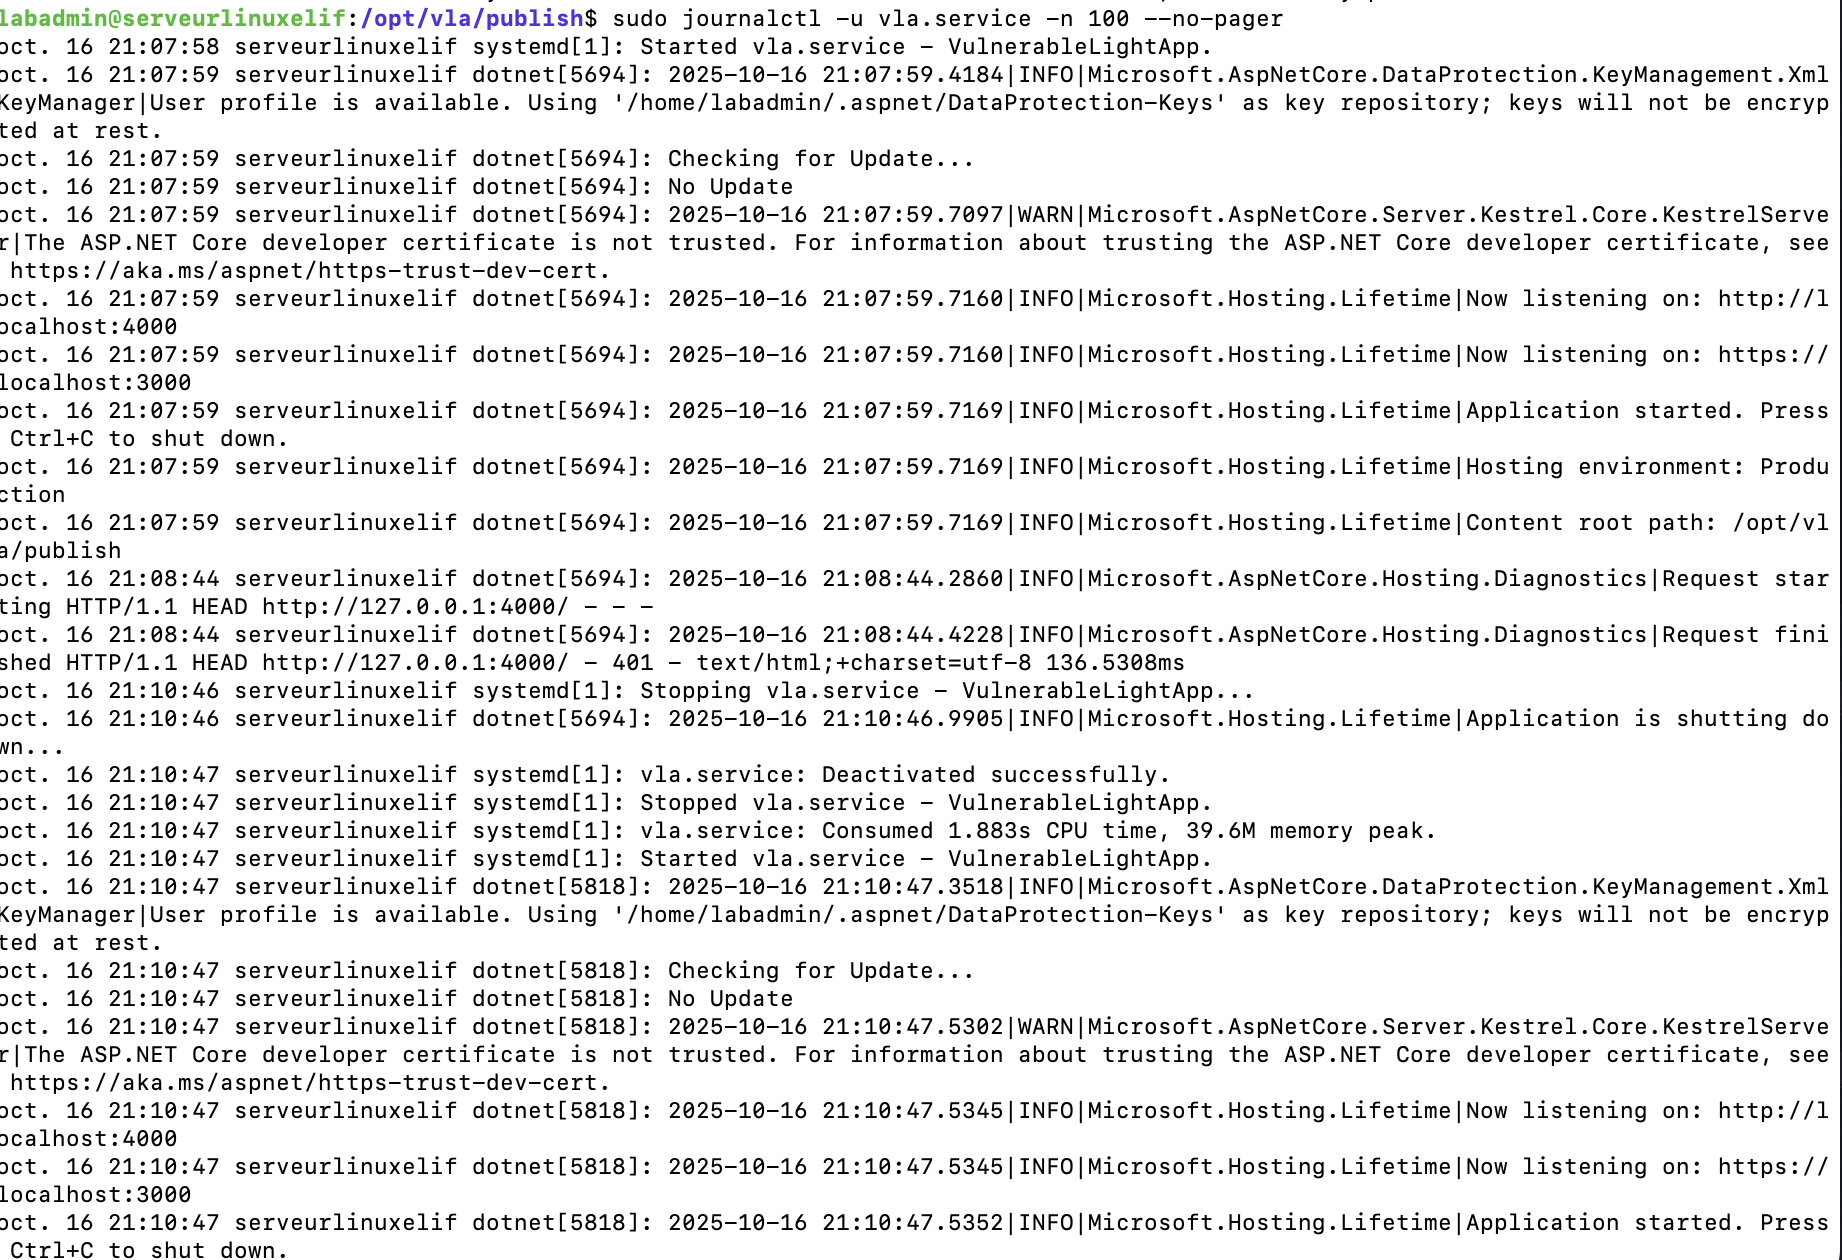 labadmin@serveurlinuxelif:/opt/vla/publish$ sudo journalctl -u vla.service -n 100 --no-pager
oct. 16 21:07:58 serveurlinuxelif systemd[1]: Started vla.service - VulnerableLightApp.
oct. 16 21:07:59 serveurlinuxelif dotnet[5694]: 2025-10-16 21:07:59.4184|INFO|Microsoft.AspNetCore.DataProtection.KeyManagement.Xml
KeyManager|User profile is available. Using '/home/labadmin/.aspnet/DataProtection-Keys' as key repository; keys will not be encryp
ted at rest.
oct. 16 21:07:59 serveurlinuxelif dotnet[5694]: Checking for Update...
oct. 16 21:07:59 serveurlinuxelif dotnet[5694]: No Update
oct. 16 21:07:59 serveurlinuxelif dotnet[5694]: 2025-10-16 21:07:59.7097|WARN|Microsoft.AspNetCore.Server.Kestrel.Core.KestrelServe
r|The ASP.NET Core developer certificate is not trusted. For information about trusting the ASP.NET Core developer certificate, see
 https://aka.ms/aspnet/https-trust-dev-cert.
oct. 16 21:07:59 serveurlinuxelif dotnet[5694]: 2025-10-16 21:07:59.7160|INFO|Microsoft.Hosting.Lifetime|Now listening on: http://l
ocalhost:4000
oct. 16 21:07:59 serveurlinuxelif dotnet[5694]: 2025-10-16 21:07:59.7160|INFO|Microsoft.Hosting.Lifetime|Now listening on: https://
localhost:3000
oct. 16 21:07:59 serveurlinuxelif dotnet[5694]: 2025-10-16 21:07:59.7169|INFO|Microsoft.Hosting.Lifetime|Application started. Press
 Ctrl+C to shut down.
oct. 16 21:07:59 serveurlinuxelif dotnet[5694]: 2025-10-16 21:07:59.7169|INFO|Microsoft.Hosting.Lifetime|Hosting environment: Produ
ction
oct. 16 21:07:59 serveurlinuxelif dotnet[5694]: 2025-10-16 21:07:59.7169|INFO|Microsoft.Hosting.Lifetime|Content root path: /opt/vl
a/publish
oct. 16 21:08:44 serveurlinuxelif dotnet[5694]: 2025-10-16 21:08:44.2860|INFO|Microsoft.AspNetCore.Hosting.Diagnostics|Request star
ting HTTP/1.1 HEAD http://127.0.0.1:4000/ - - -
oct. 16 21:08:44 serveurlinuxelif dotnet[5694]: 2025-10-16 21:08:44.4228|INFO|Microsoft.AspNetCore.Hosting.Diagnostics|Request fini
shed HTTP/1.1 HEAD http://127.0.0.1:4000/ - 401 - text/html;+charset=utf-8 136.5308ms
oct. 16 21:10:46 serveurlinuxelif systemd[1]: Stopping vla.service - VulnerableLightApp...
oct. 16 21:10:46 serveurlinuxelif dotnet[5694]: 2025-10-16 21:10:46.9905|INFO|Microsoft.Hosting.Lifetime|Application is shutting do
wn...
oct. 16 21:10:47 serveurlinuxelif systemd[1]: vla.service: Deactivated successfully.
oct. 16 21:10:47 serveurlinuxelif systemd[1]: Stopped vla.service - VulnerableLightApp.
oct. 16 21:10:47 serveurlinuxelif systemd[1]: vla.service: Consumed 1.883s CPU time, 39.6M memory peak.
oct. 16 21:10:47 serveurlinuxelif systemd[1]: Started vla.service - VulnerableLightApp.
oct. 16 21:10:47 serveurlinuxelif dotnet[5818]: 2025-10-16 21:10:47.3518|INFO|Microsoft.AspNetCore.DataProtection.KeyManagement.Xml
KeyManager|User profile is available. Using '/home/labadmin/.aspnet/DataProtection-Keys' as key repository; keys will not be encryp
ted at rest.
oct. 16 21:10:47 serveurlinuxelif dotnet[5818]: Checking for Update...
oct. 16 21:10:47 serveurlinuxelif dotnet[5818]: No Update
oct. 16 21:10:47 serveurlinuxelif dotnet[5818]: 2025-10-16 21:10:47.5302|WARN|Microsoft.AspNetCore.Server.Kestrel.Core.KestrelServe
r|The ASP.NET Core developer certificate is not trusted. For information about trusting the ASP.NET Core developer certificate, see
 https://aka.ms/aspnet/https-trust-dev-cert.
oct. 16 21:10:47 serveurlinuxelif dotnet[5818]: 2025-10-16 21:10:47.5345|INFO|Microsoft.Hosting.Lifetime|Now listening on: http://l
ocalhost:4000
oct. 16 21:10:47 serveurlinuxelif dotnet[5818]: 2025-10-16 21:10:47.5345|INFO|Microsoft.Hosting.Lifetime|Now listening on: https://
localhost:3000
oct. 16 21:10:47 serveurlinuxelif dotnet[5818]: 2025-10-16 21:10:47.5352|INFO|Microsoft.Hosting.Lifetime|Application started. Press
 Ctrl+C to shut down.